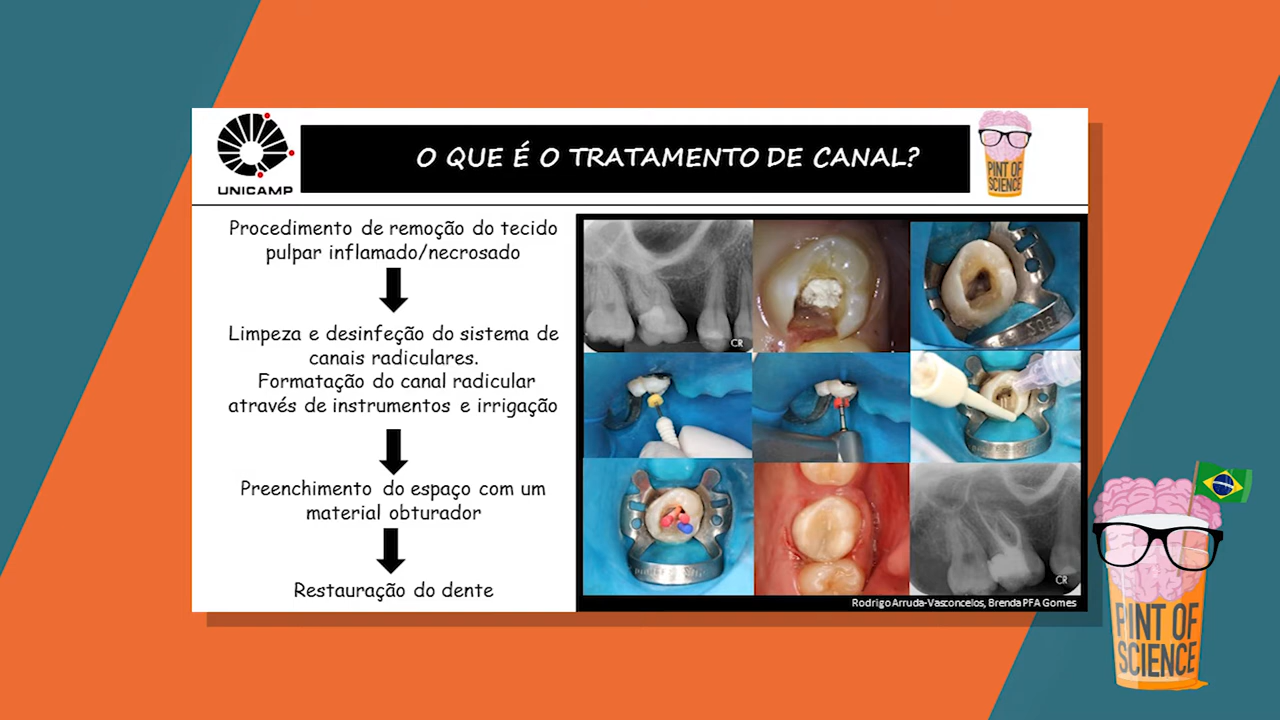 O QUE É O TRATAMENTO DE CANAL?
UNICAMP
PINT OF
SCIENCE
Procedimento de remoção do tecido
pulpar inflamado/necrosado
Limpeza e desinfeção do sistema de
canais radiculares.
Formatação do canal radicular
através de instrumentos e irrigação
Preenchimento do espaço com um
material obturador
Restauração do dente
CR
202
CR
Rodrigo Arruda-Vasconcelos, Brenda PFA Gomes
PINT OF
SCIENCE